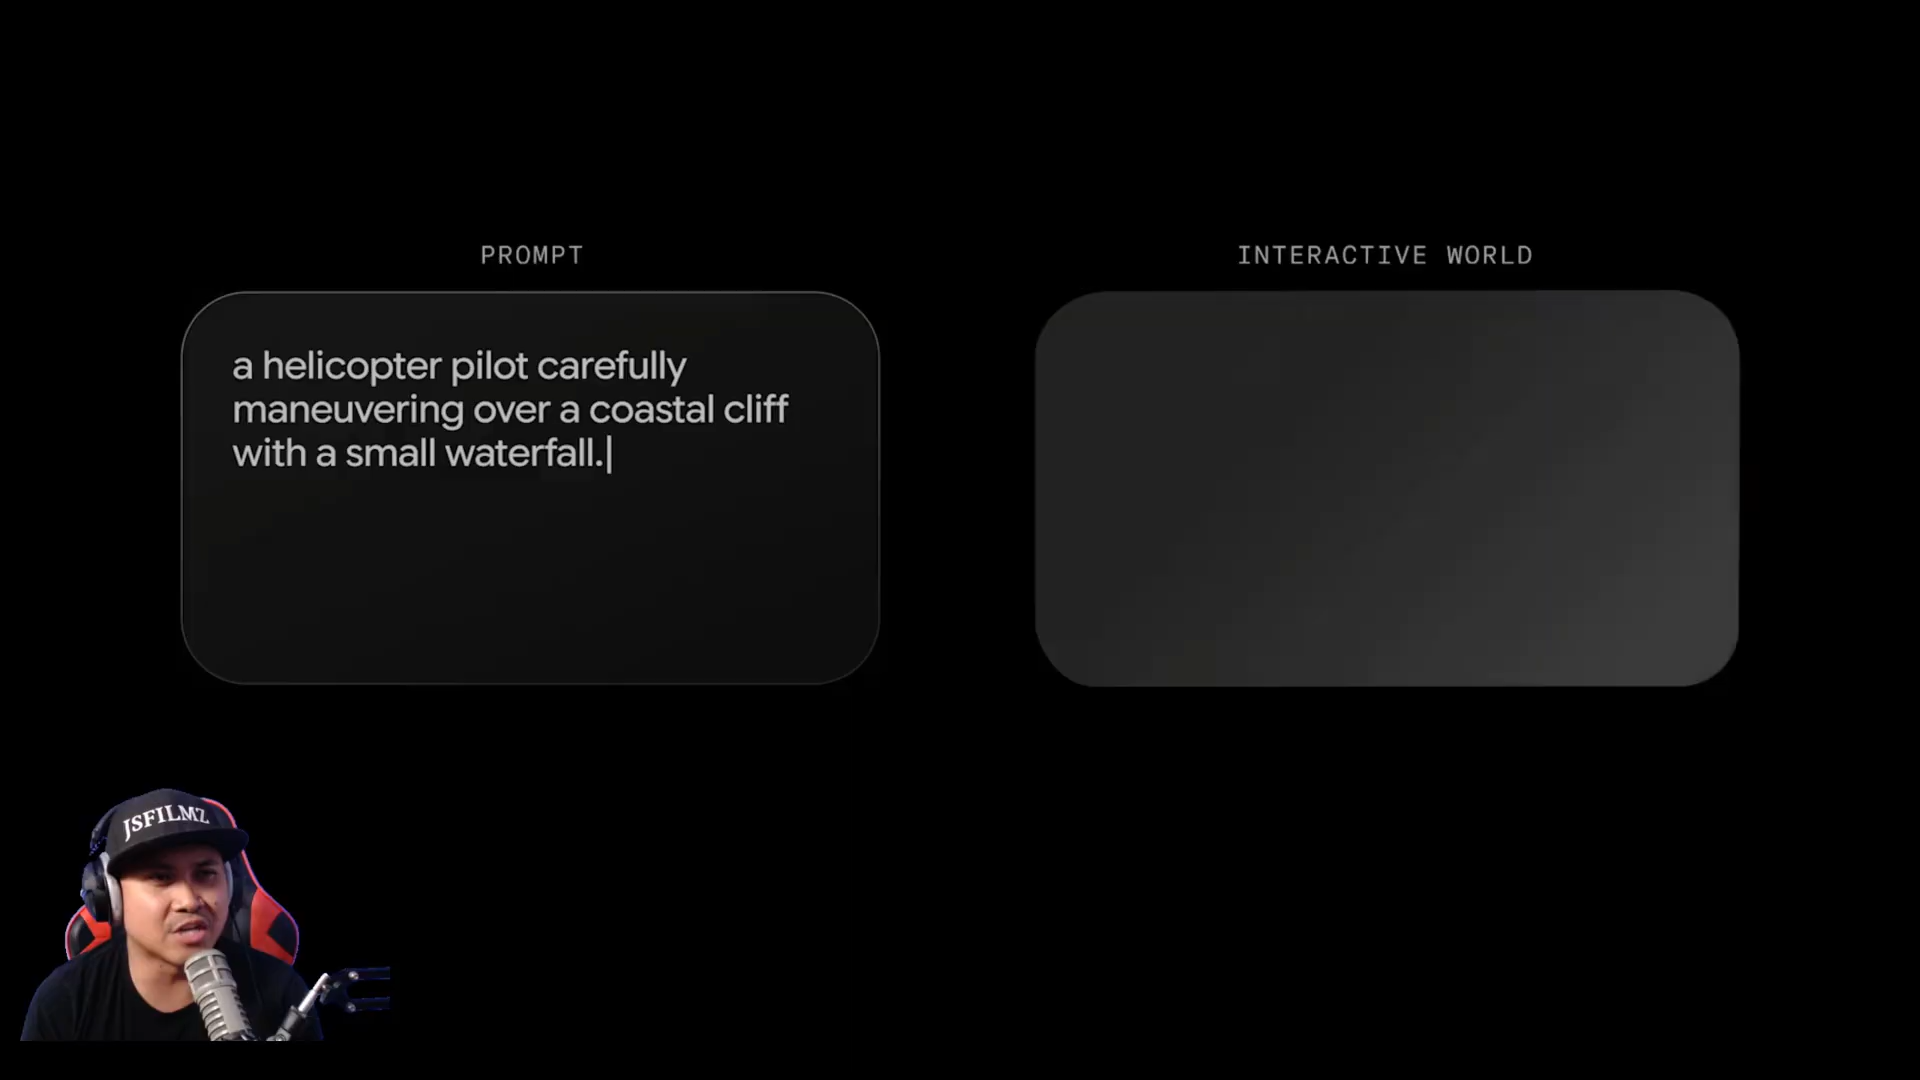 PROMPT
a helicopter pilot carefully
maneuvering over a coastal cliff
with a small waterfall.
INTERACTIVE WORLD
JSFILMZ